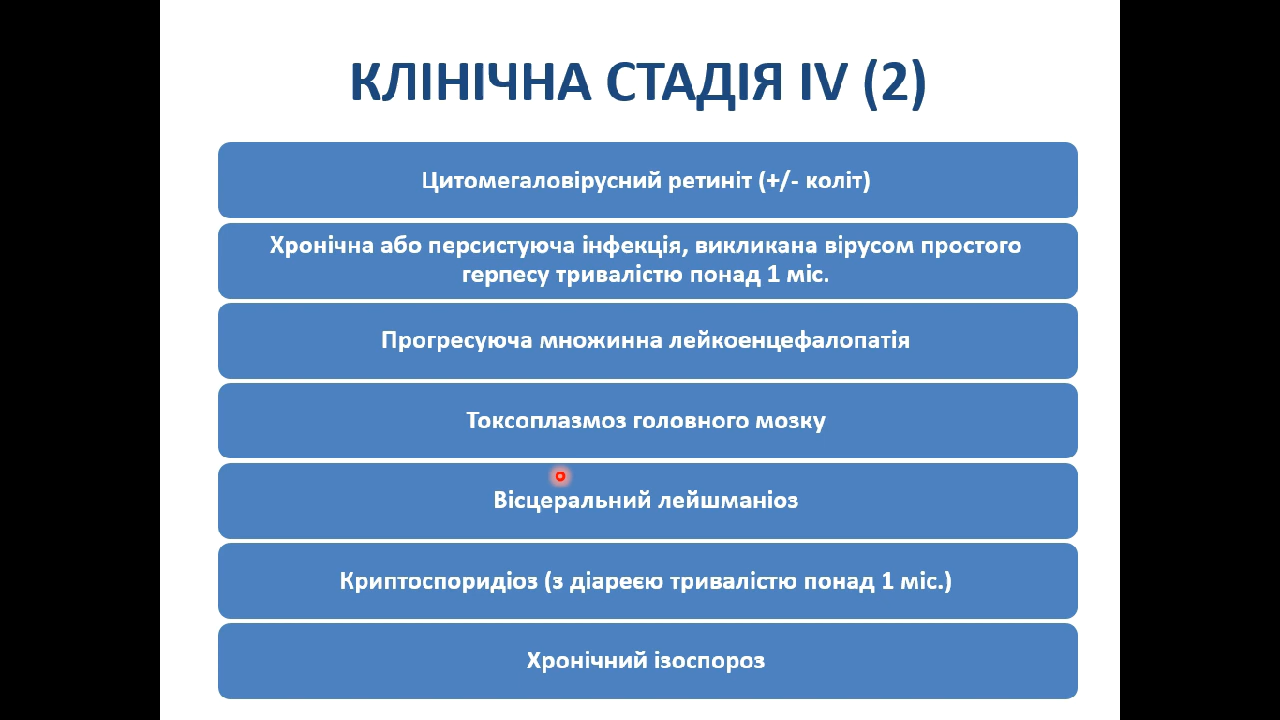 КЛІНІЧНА СТАДІЯ IV (2)
Цитомегаловірусний ретиніт (+/- коліт)
Хронічна або персистуюча інфекція, викликана вірусом простого
герпесу тривалістю понад 1 міс.
Прогресуюча множинна лейкоенцефалопатія
Токсоплазмоз головного мозку
Вісцеральний лейшманіоз
Криптоспоридіоз (з діареєю тривалістю понад 1 міс.)
Хронічний ізоспороз